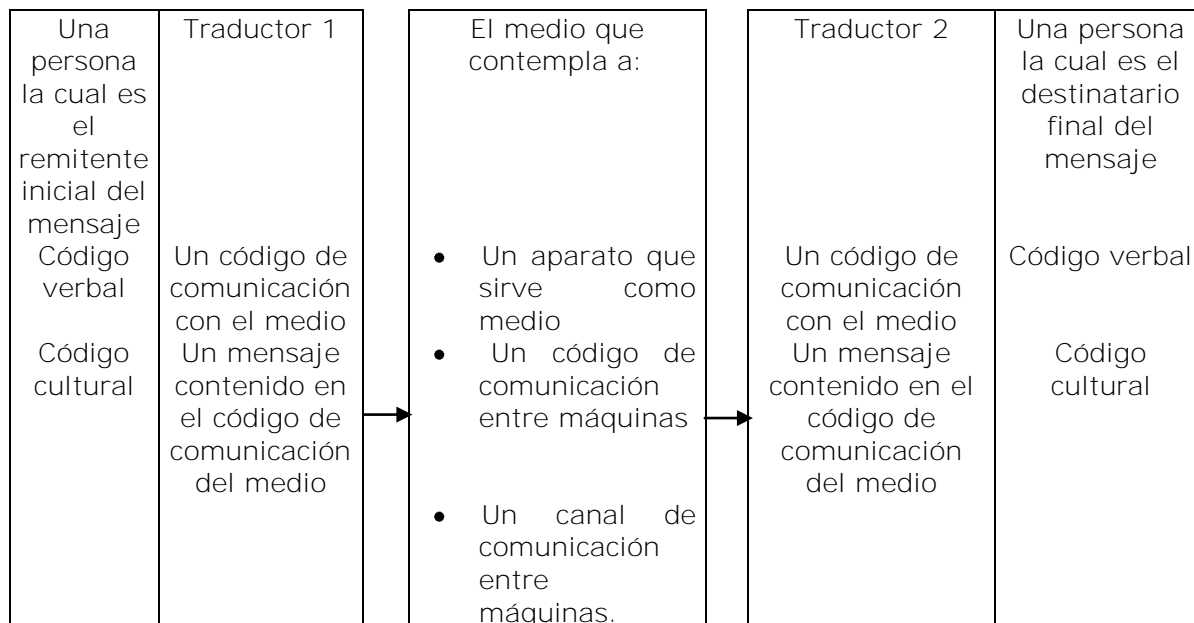 Una
persona
la cual es
el
remitente
inicial del
mensaje
Código
verbal
Código
cultural
Traductor 1
Un código de
comunicación
con el medio
Un mensaje
contenido en
el código de
comunicación
del medio
El medio que
contempla a:
• Un aparato que
sirve como
medio
• Un código de
comunicación
entre máquinas
• Un canal de
comunicación
entre
máquinas.
Traductor 2
Un código de
comunicación
con el medio
Un mensaje
contenido en el
código de
comunicación
del medio
Una persona
la cual es el
destinatario
final del
mensaje
Código verbal
Código
cultural